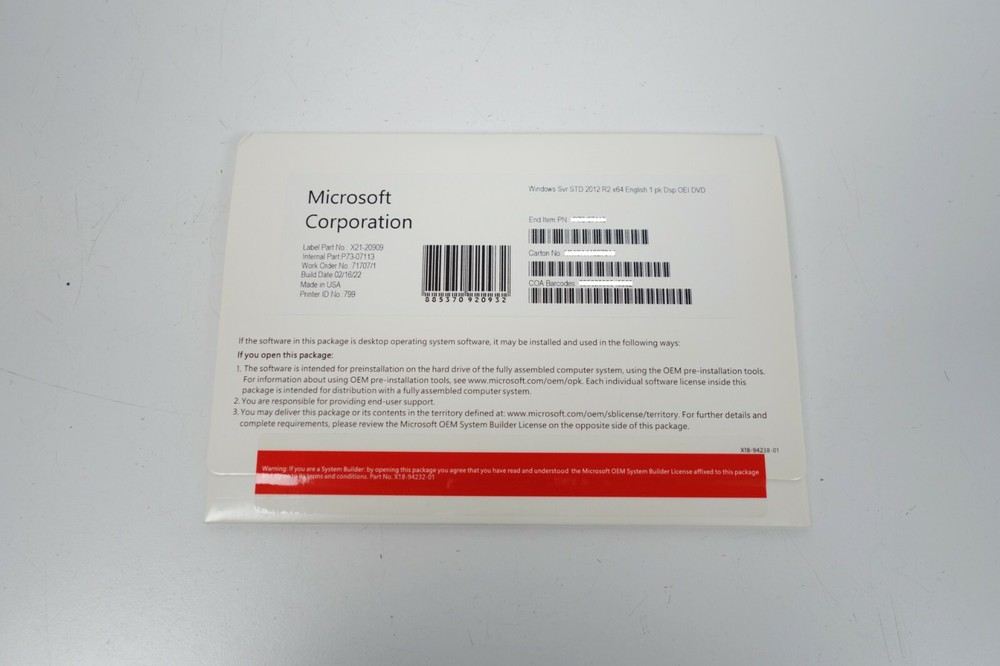 Microsoft
Corporation
Label Part No: X21-20909
Internal Part:P73-07113
Work Order No :71707/1
Build Date:02/16/22
Made in USA
Printer ID No :799
885370 920932
Windows Svr STD 2012 R2 x64 English 1 pk Dsp OEI DVD
End Item PN:
Carton No:
COA Barcodes:
If the software in this package is desktop operating system software, it may be installed and used in the following ways:
If you open this package:
1. The software is intended for preinstallation on the hard drive of the fully assembled computer system, using the OEM pre-installation tools.
For information about using OEM pre-installation tools, see www.microsoft.com/oem/opk. Each individual software license inside this
package is intended for distribution with a fully assembled computer system.
2. You are responsible for providing end-user support.
3. You may deliver this package or its contents in the territory defined at: www.microsoft.com/oem/sblicense/territory. For further details and
complete requirements, please review the Microsoft OEM System Builder License on the opposite side of this package.
X18-94238-01
Warning: If you are a System Builder: by opening this package you agree that you have read and understood the Microsoft OEM System Builder License affixed to this package
to its terms and conditions. Part No. X18-94232-01